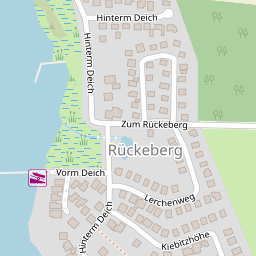 Hinterm Deich
Hinterm Deich
Zum Rückeberg
Rückeberg
Vorm Deich
Lerchenweg
Hinterm Deich
Kiebitzhöhe